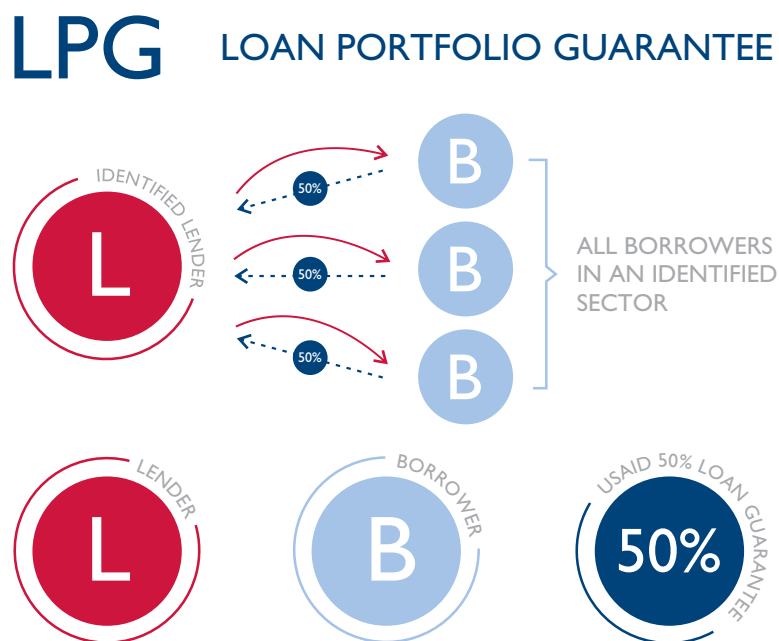 LPG LOAN PORTFOLIO GUARANTEE
IDENTIFIED LENDER
L
B
50%
B
50%
B
50%
ALL BORROWERS
IN AN IDENTIFIED
SECTOR
LENDER
L
BORROWER
B
USAID 50% LOAN GUARANTEE
50%